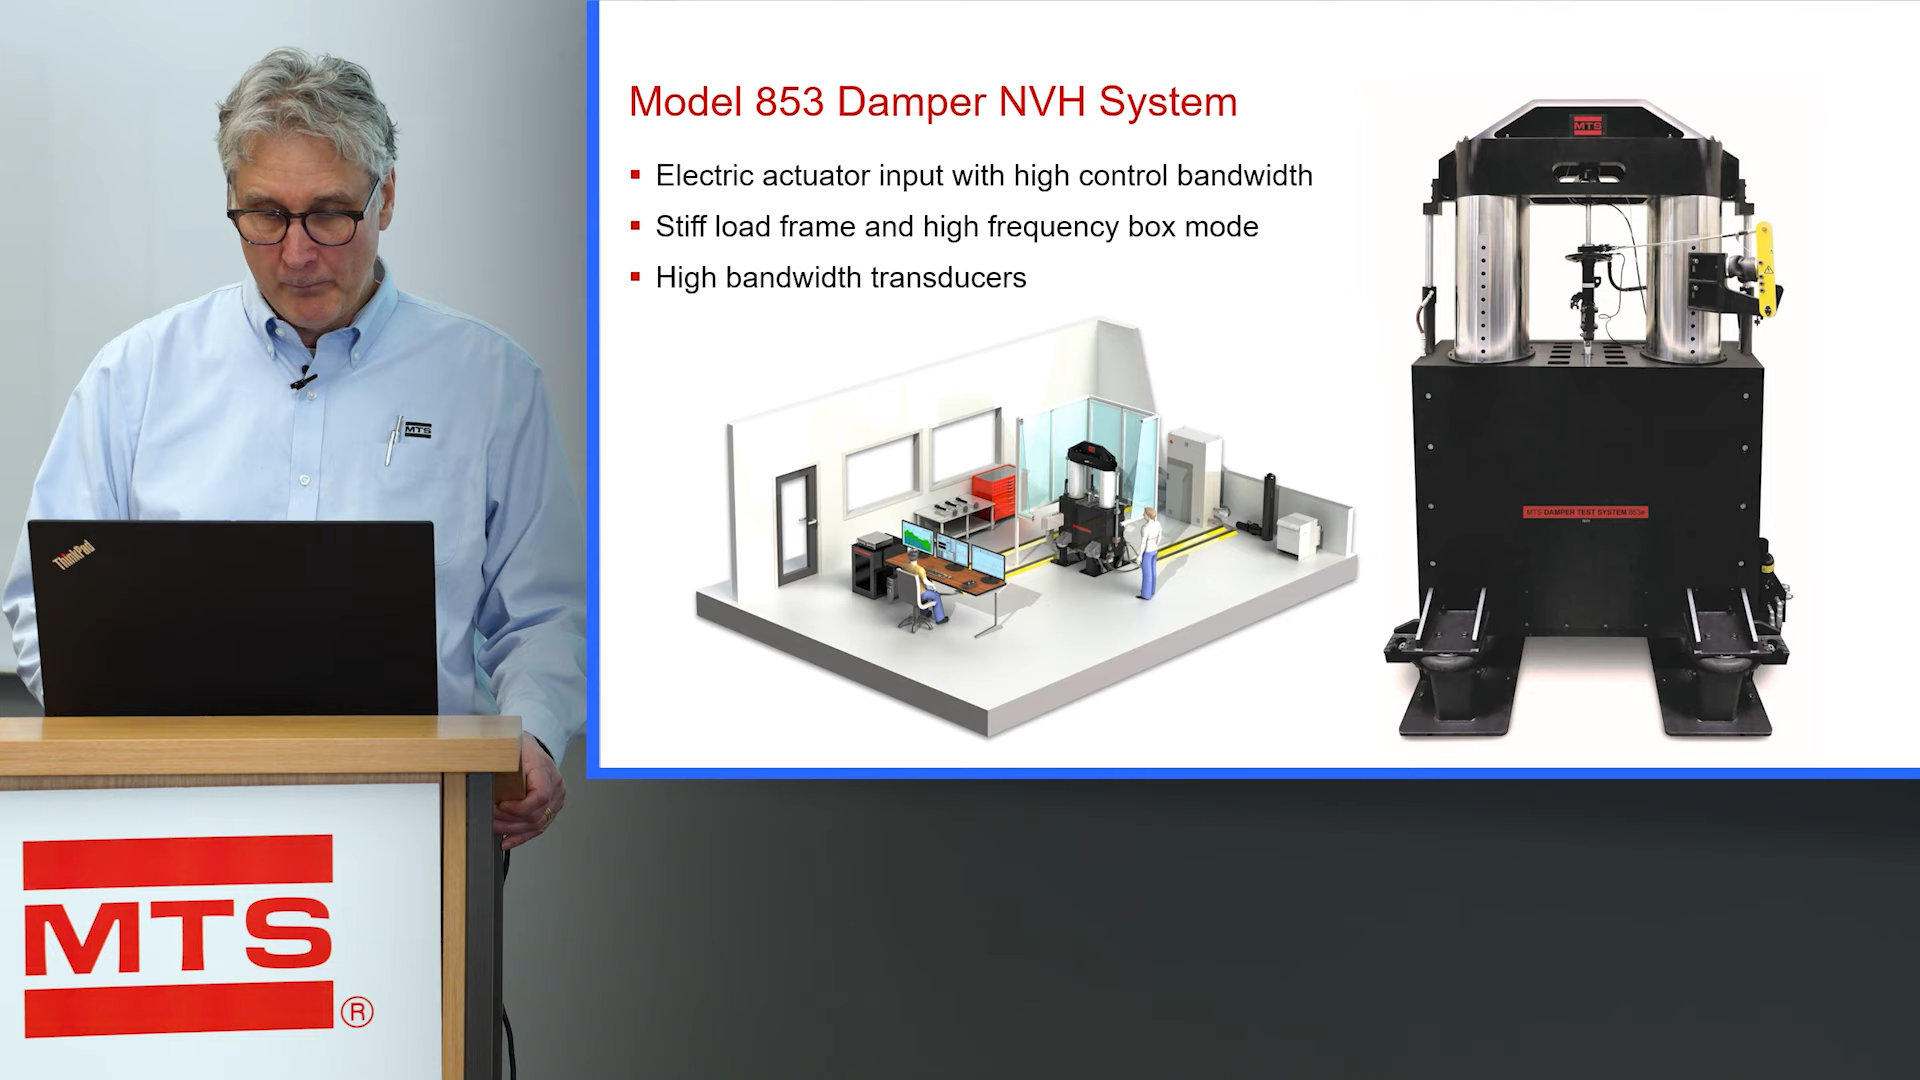 Model 853 Damper NVH System
Electric actuator input with high control bandwidth
Stiff load frame and high frequency box mode
High bandwidth transducers
MTS
MTS DAMPER TEST SYSTEM 853e
NVH
MTS
ThinkPad
MTS
®